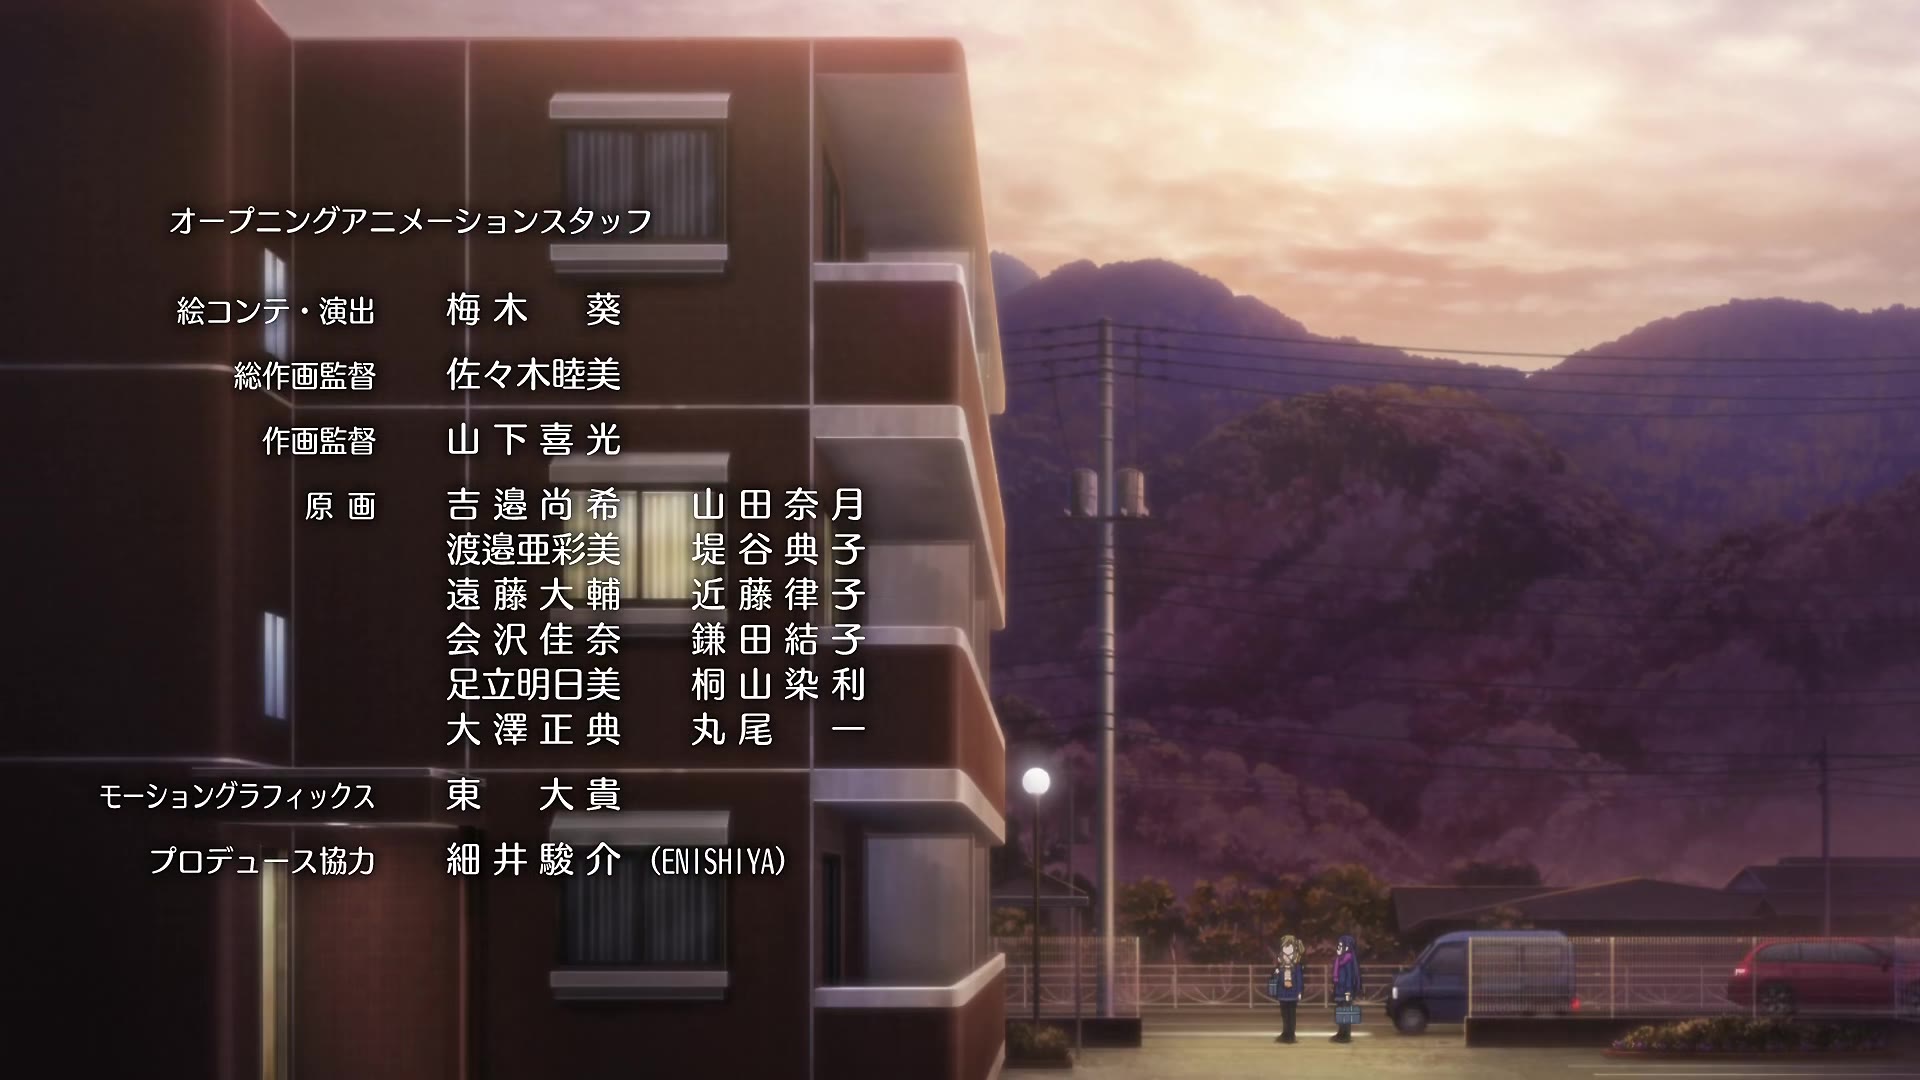 オープニングアニメーションスタッフ
絵コンテ・演出 梅木 葵
総作画監督 佐々木睦美
作画監督 山下喜光
原画 吉邉尚希 山田奈月
渡邉亜彩美 堤谷典子
遠藤大輔 近藤律子
会沢佳奈 鎌田結子
足立明日美 桐山染利
大澤正典 丸尾 一
モーショングラフィックス 東 大貴
プロデュース協力 細井駿介 (ENISHIYA)